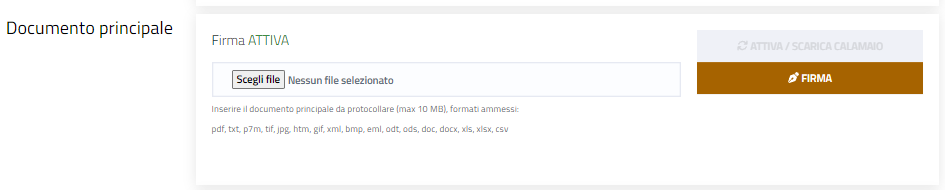 Documento principale
Firma ATTIVA
ATTIVA / SCARICA CALAMAIO
FIRMA
Scegli file Nessun file selezionato
Inserire il documento principale da protocollare (max 10 MB), formati ammessi:
pdf, txt, p7m, tif, jpg, htm, gif, xml, bmp, eml, odt, ods, doc, docx, xls, xlsx, csv